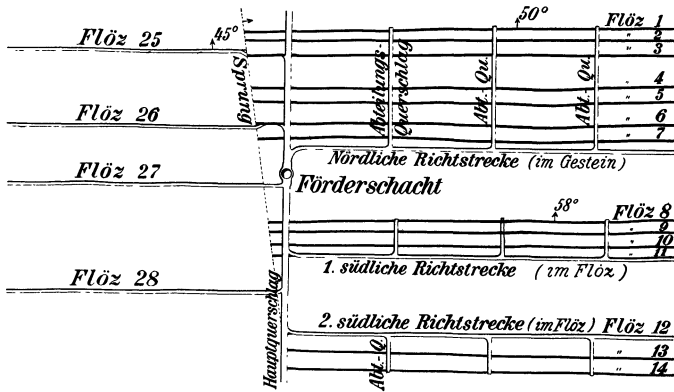 50° Flöz 1
" 2
Flöz 25 45° " 3
Sprung
Abteilungs-
Querschlag
Abt.-Qu.
Abt.-Qu.
" 4
" 5
Flöz 26 " 6
" 7
Nördliche Richtstrecke (im Gestein)
Flöz 27
Förderschacht
58° Flöz 8
" 9
" 10
" 11
1. südliche Richtstrecke (im Flöz)
Flöz 28
Hauptquerschlag
2. südliche Richtstrecke (im Flöz) Flöz 12
Abt.-Q.
" 13
" 14